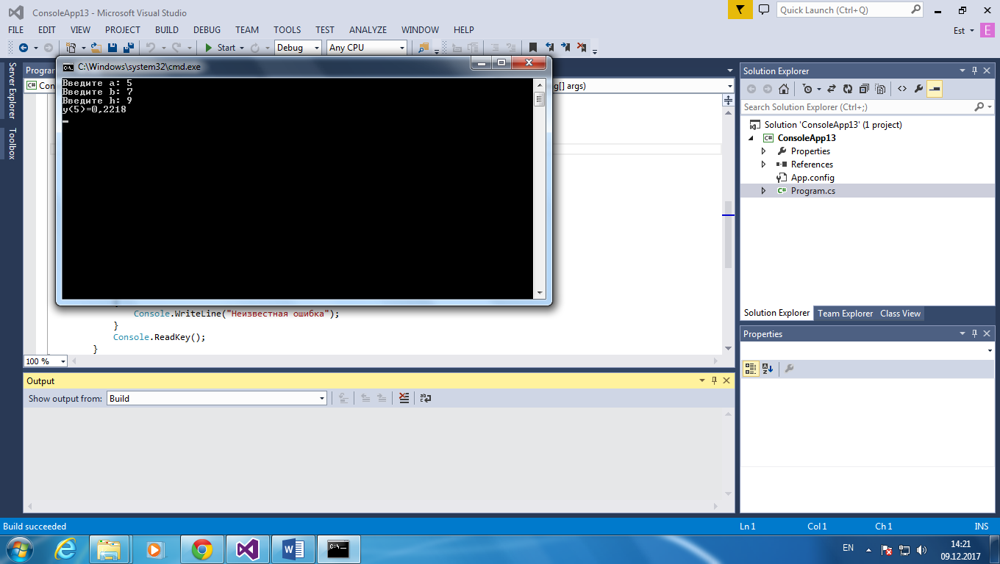 ConsoleApp13 - Microsoft Visual Studio
Quick Launch (Ctrl+Q)
FILE EDIT VIEW PROJECT BUILD DEBUG TEAM TOOLS TEST ANALYZE WINDOW HELP
Est E
Start Debug Any CPU
C:\Windows\system32\cmd.exe
Введите a: 5
Введите b: 7
Введите h: 9
y(5)=0,2218
Server Explorer
Toolbox
g[] args)
Console.WriteLine("Неизвестная ошибка");
}
Console.ReadKey();
}
100 %
Output
Show output from: Build
Solution Explorer
Search Solution Explorer (Ctrl+;)
Solution 'ConsoleApp13' (1 project)
ConsoleApp13
Properties
References
App.config
Program.cs
Solution Explorer Team Explorer Class View
Properties
Build succeeded
Ln 1 Col 1 Ch 1 INS
EN
14:21
09.12.2017